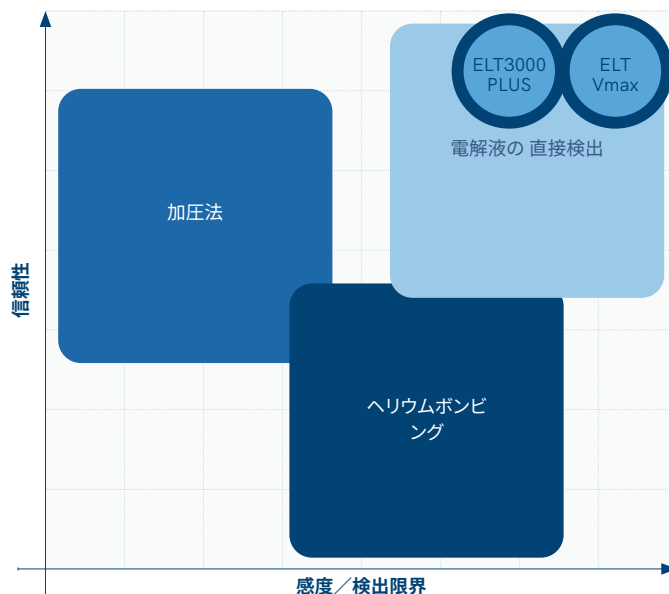 ELT3000
PLUS
ELT
Vmax
電解液の 直接検出
加圧法
信頼性
ヘリウムボンビ
ング
感度／検出限界